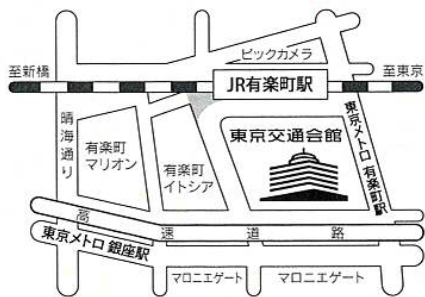 ビックカメラ
至新橋
JR有楽町駅
至東京
晴海通り
有楽町
マリオン
有楽町
イトシア
東京交通会館
東京メトロ 有楽町駅
高速道路
東京メトロ 銀座駅
マロニエゲート
マロニエゲート